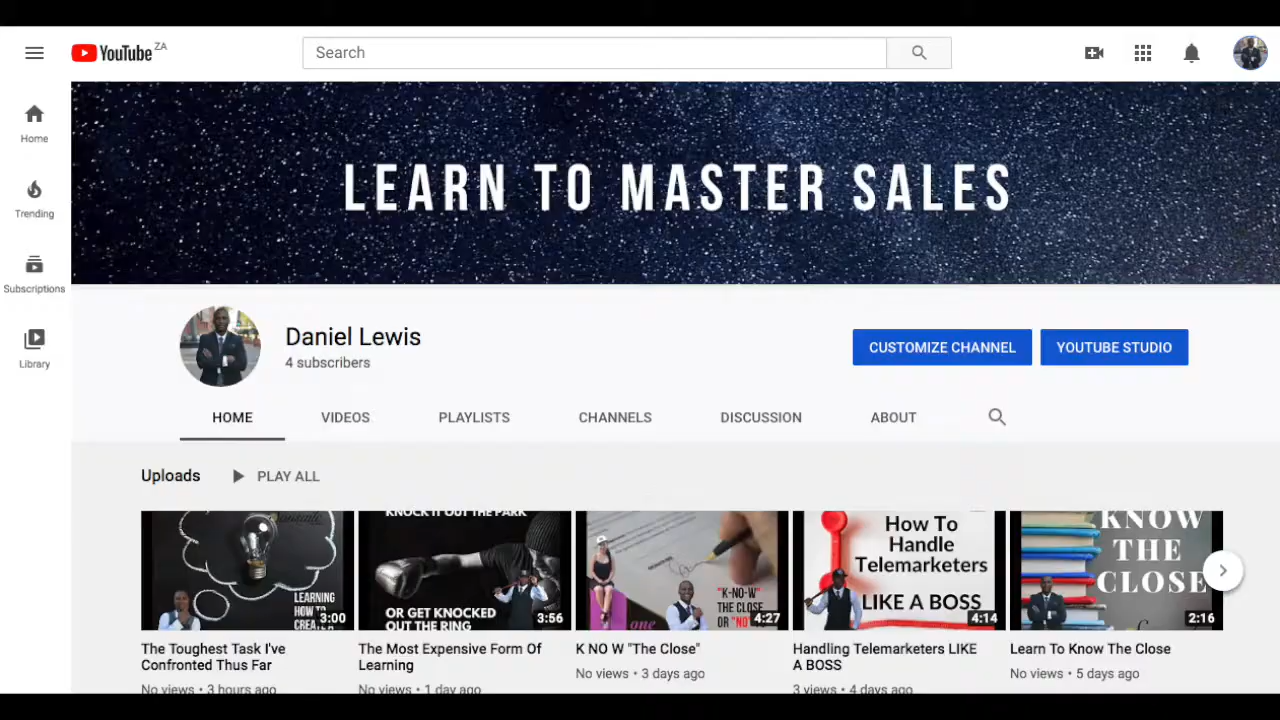 YouTube ZA
Search
Home
Trending
Subscriptions
Library
LEARN TO MASTER SALES
Daniel Lewis
4 subscribers
CUSTOMIZE CHANNEL
YOUTUBE STUDIO
HOME
VIDEOS
PLAYLISTS
CHANNELS
DISCUSSION
ABOUT
Uploads
PLAY ALL
LEARNING
HOW TO
3:00
The Toughest Task I've
Confronted Thus Far
No views • 3 hours ago
KNOCK IT OUT THE PARK
OR GET KNOCKED
OUT THE RING
3:56
The Most Expensive Form Of
Learning
No views • 1 day ago
one
"K-NO-W"
THE CLOSE
OR "NO"
4:27
K NO W "The Close"
No views • 3 days ago
How To
Handle
Telemarketers
LIKE A BOSS
4:14
Handling Telemarketers LIKE
A BOSS
3 views • 4 days ago
KNOW
THE
CLOSE
2:16
Learn To Know The Close
No views • 5 days ago